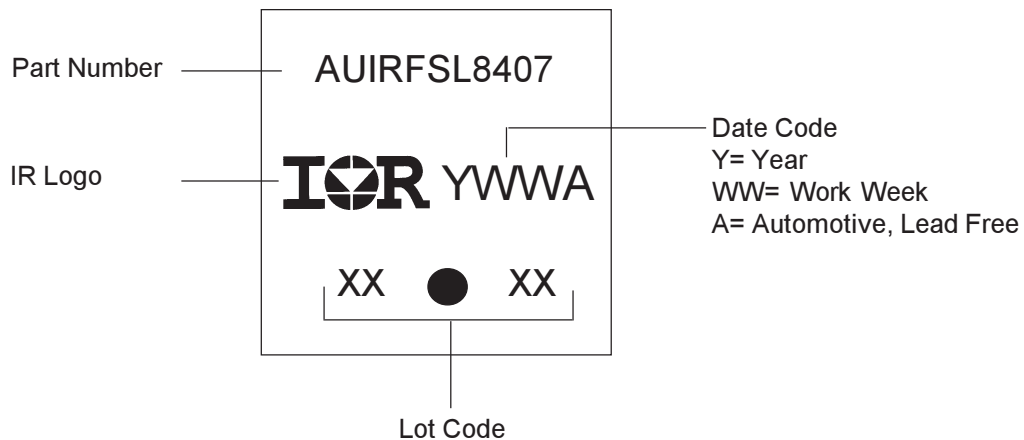 Part Number
AUIRFSL8407
IR Logo
IOR YWWA
Date Code
Y= Year
WW= Work Week
A= Automotive, Lead Free
XX XX
Lot Code